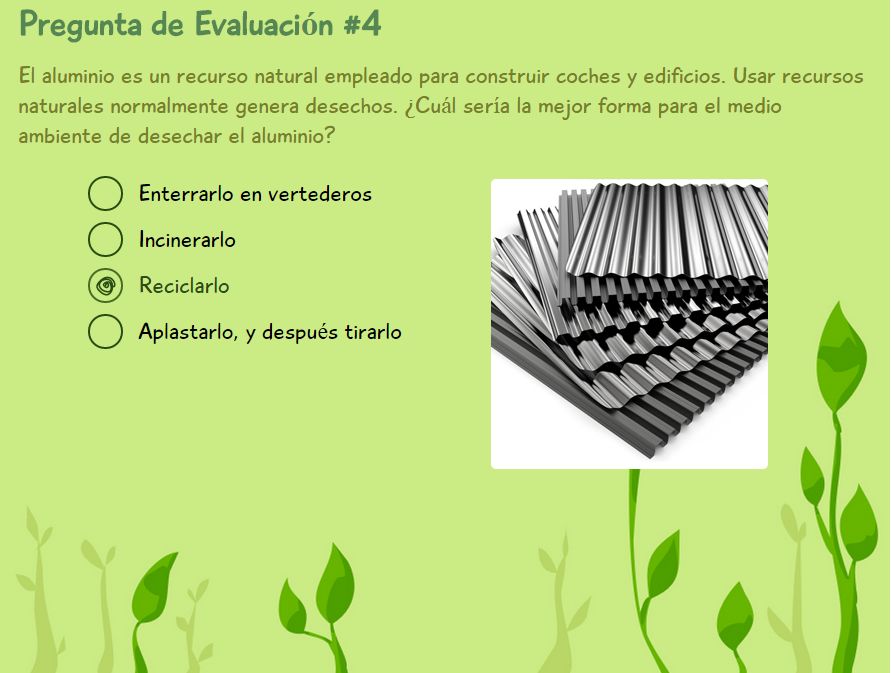 Pregunta de Evaluación #4
El aluminio es un recurso natural empleado para construir coches y edificios. Usar recursos
naturales normalmente genera desechos. ¿Cuál sería la mejor forma para el medio
ambiente de desechar el aluminio?
Enterrarlo en vertederos
Incinerarlo
Reciclarlo
Aplastarlo, y después tirarlo